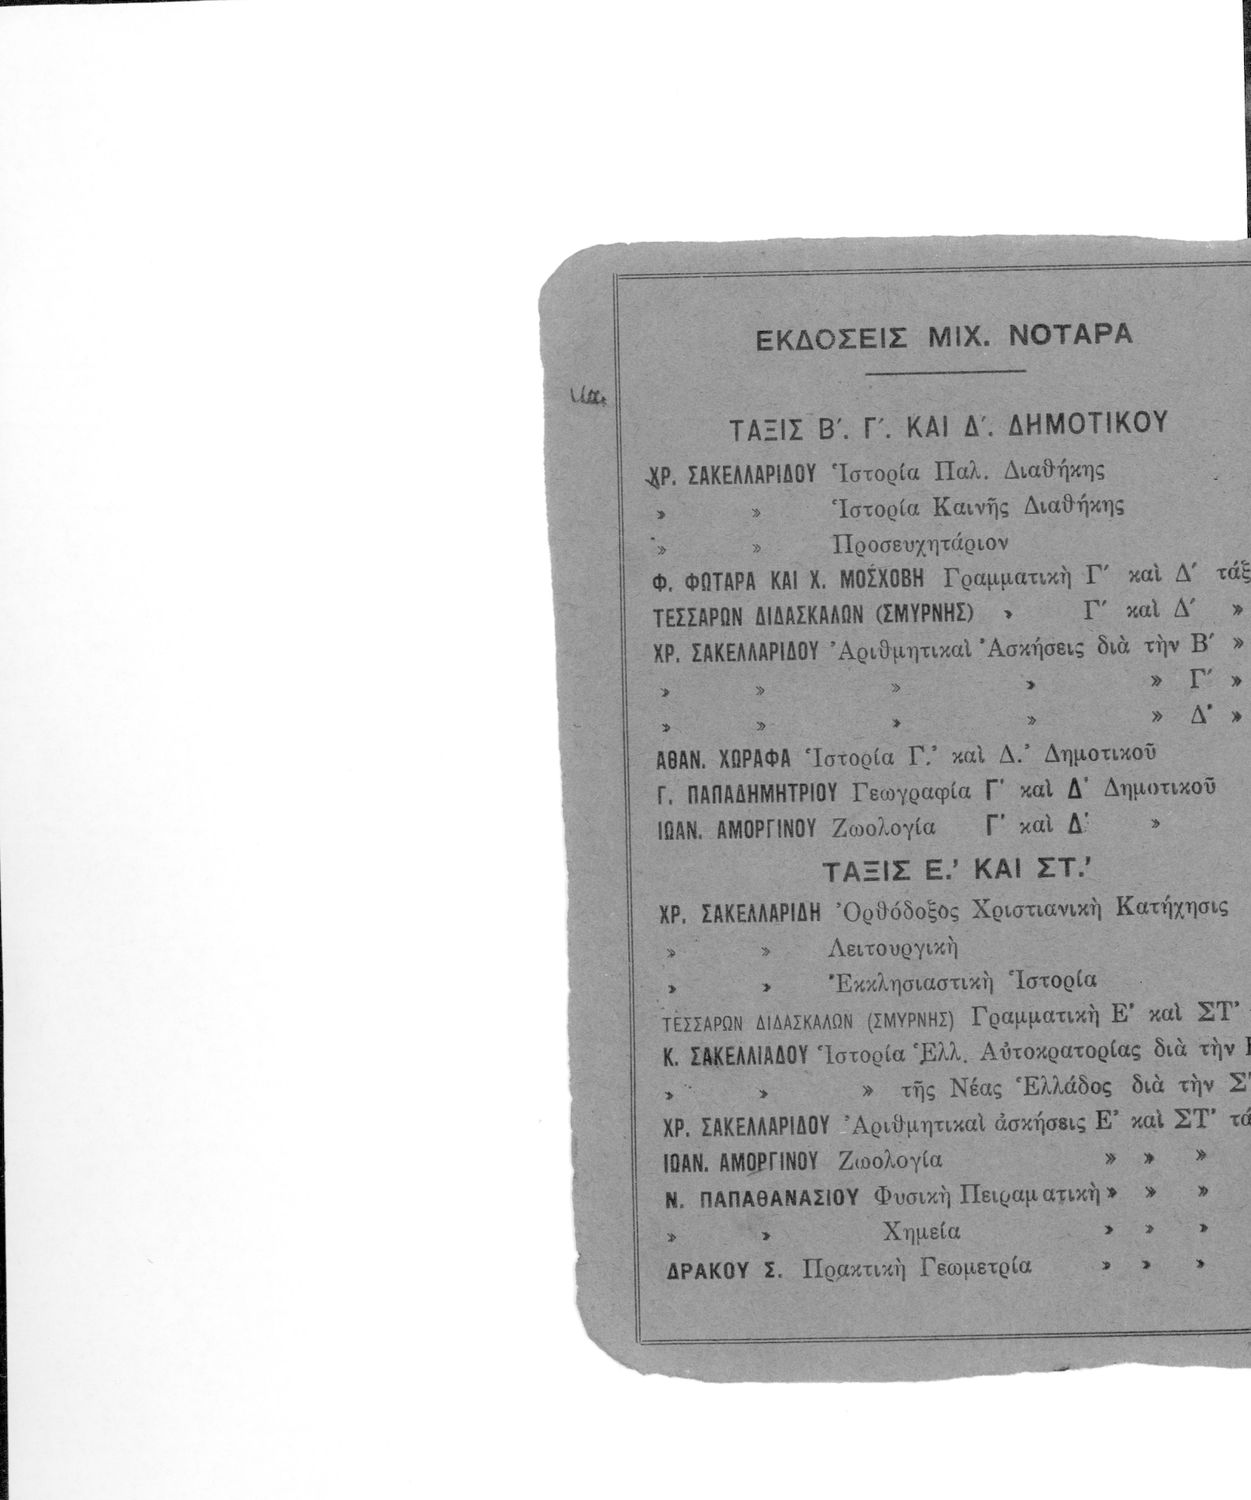 ΕΚΔΟΣΕΙΣ ΜΙΧ. ΝΟΤΑΡΑ
ΤΑΞΙΣ Β΄. Γ΄. ΚΑΙ Δ΄. ΔΗΜΟΤΙΚΟΥ
ΧΡ. ΣΑΚΕΛΛΑΡΙΔΟΥ Ἱστορία Παλ. Διαθήκης
» » Ἱστορία Καινῆς Διαθήκης
» » Προσευχητάριον
Φ. ΦΩΤΑΡΑ ΚΑΙ Χ. ΜΟΣΧΟΒΗ Γραμματικὴ Γ΄ καὶ Δ΄ τάξ
ΤΕΣΣΑΡΩΝ ΔΙΔΑΣΚΑΛΩΝ (ΣΜΥΡΝΗΣ) » Γ΄ καὶ Δ΄ »
ΧΡ. ΣΑΚΕΛΛΑΡΙΔΟΥ Ἀριθμητικαὶ Ἀσκήσεις διὰ τὴν Β΄ »
» » » » » Γ΄ »
» » » » » Δ΄ »
ΑΘΑΝ. ΧΩΡΑΦΑ Ἱστορία Γ.΄ καὶ Δ.΄ Δημοτικοῦ
Γ. ΠΑΠΑΔΗΜΗΤΡΙΟΥ Γεωγραφία Γ΄ καὶ Δ΄ Δημοτικοῦ
ΙΩΑΝ. ΑΜΟΡΓΙΝΟΥ Ζωολογία Γ΄ καὶ Δ΄ »
ΤΑΞΙΣ Ε.΄ ΚΑΙ ΣΤ.΄
ΧΡ. ΣΑΚΕΛΛΑΡΙΔΗ Ὀρθόδοξος Χριστιανικὴ Κατήχησις
» » Λειτουργικὴ
» » Ἐκκλησιαστικὴ Ἱστορία
ΤΕΣΣΑΡΩΝ ΔΙΔΑΣΚΑΛΩΝ (ΣΜΥΡΝΗΣ) Γραμματικὴ Ε΄ καὶ ΣΤ΄
Κ. ΣΑΚΕΛΛΙΑΔΟΥ Ἱστορία Ἑλλ. Αὐτοκρατορίας διὰ τὴν
» » » τῆς Νέας Ἑλλάδος διὰ τὴν Σ
ΧΡ. ΣΑΚΕΛΛΑΡΙΔΟΥ Ἀριθμητικαὶ ἀσκήσεις Ε΄ καὶ ΣΤ΄ τά
ΙΩΑΝ. ΑΜΟΡΓΙΝΟΥ Ζωολογία » » »
Ν. ΠΑΠΑΘΑΝΑΣΙΟΥ Φυσικὴ Πειραματικὴ » » »
» » Χημεία » » »
ΔΡΑΚΟΥ Σ. Πρακτικὴ Γεωμετρία » » »